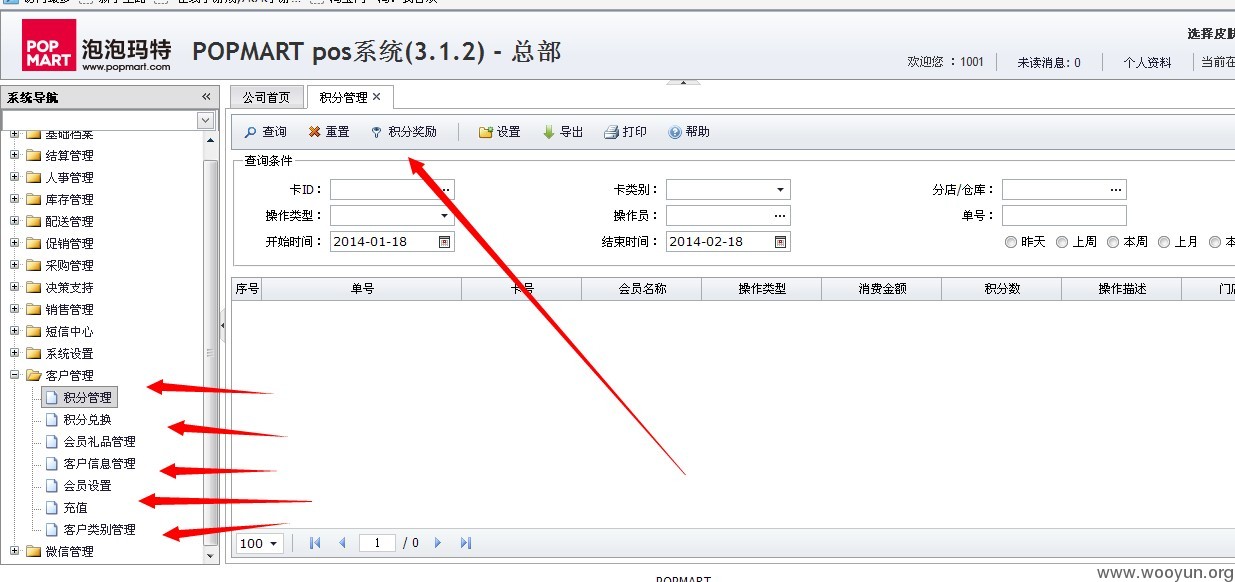 POP MART 泡泡玛特 www.popmart.com
POPMART pos系统(3.1.2) - 总部
选择皮肤
欢迎您 : 1001 未读消息: 0 个人资料 当前在
系统导航 «
公司首页 积分管理 ×
查询 重置 积分奖励 设置 导出 打印 帮助
基础档案
结算管理
人事管理
库存管理
配送管理
促销管理
采购管理
决策支持
销售管理
短信中心
系统设置
客户管理
积分管理
积分兑换
会员礼品管理
客户信息管理
会员设置
充值
客户类别管理
微信管理
查询条件
卡ID: 卡类别: 分店/仓库:
操作类型: 操作员: 单号:
开始时间: 2014-01-18 结束时间: 2014-02-18
昨天 上周 本周 上月 本
序号 单号 卡号 会员名称 操作类型 消费金额 积分数 操作描述 门店
100 1 / 0
POPMART
www.wooyun.org